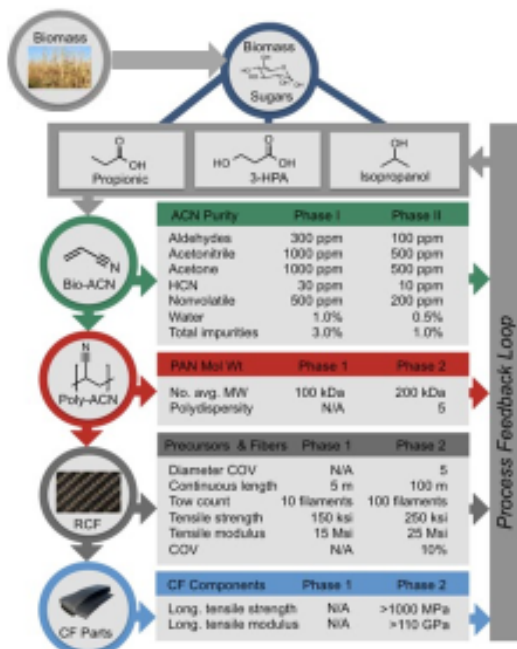 Biomass
Biomass
Sugars
O
OH
Propionic
O
HO OH
3-HPA
OH
Isopropanol
ACN Purity Phase I Phase II
Aldehydes 300 ppm 100 ppm
Acetonitrile 1000 ppm 500 ppm
Acetone 1000 ppm 500 ppm
HCN 30 ppm 10 ppm
Nonvolatile 500 ppm 200 ppm
Water 1.0% 0.5%
Total impurities 3.0% 1.0%
N
Bio-ACN
PAN Mol Wt Phase 1 Phase 2
No. avg. MW 100 kDa 200 kDa
Polydispersity N/A 5
N
Poly-ACN
Precursors & Fibers Phase 1 Phase 2
Diameter COV N/A 5
Continuous length 5 m 100 m
Tow count 10 filaments 100 filaments
Tensile strength 150 ksi 250 ksi
Tensile modulus 15 Msi 25 Msi
COV N/A 10%
RCF
CF Components Phase 1 Phase 2
Long. tensile strength N/A >1000 MPa
Long. tensile modulus N/A >110 GPa
CF Parts
Process Feedback Loop